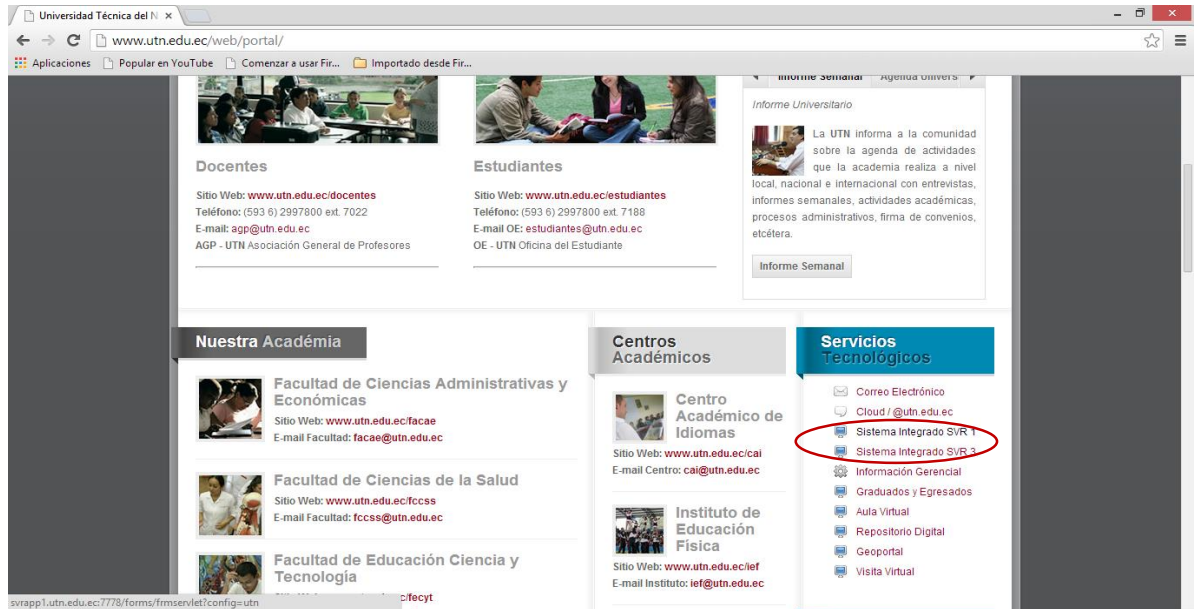 Universidad Técnica del N
www.utn.edu.ec/web/portal/
Aplicaciones
Popular en YouTube
Comenzar a usar Fir...
Importado desde Fir...
Docentes
Sitio Web: www.utn.edu.ec/docentes
Teléfono: (593 6) 2997800 ext. 7022
E-mail: agp@utn.edu.ec
AGP - UTN Asociación General de Profesores
Estudiantes
Sitio Web: www.utn.edu.ec/estudiantes
Teléfono: (593 6) 2997800 ext. 7188
E-mail OE: estudiantes@utn.edu.ec
OE - UTN Oficina del Estudiante
Informe Semanal
Agenda Univers
Informe Universitario
La UTN informa a la comunidad
sobre la agenda de actividades
que la academia realiza a nivel
local, nacional e internacional con entrevistas,
informes semanales, actividades académicas,
procesos administrativos, firma de convenios,
etcétera.
Informe Semanal
Nuestra Académia
Facultad de Ciencias Administrativas y
Económicas
Sitio Web: www.utn.edu.ec/facae
E-mail Facultad: facae@utn.edu.ec
Facultad de Ciencias de la Salud
Sitio Web: www.utn.edu.ec/fccss
E-mail Facultad: fccss@utn.edu.ec
Facultad de Educación Ciencia y
Tecnología
c/fecyt
Centros
Académicos
Centro
Académico de
Idiomas
Sitio Web: www.utn.edu.ec/cai
E-mail Centro: cai@utn.edu.ec
Instituto de
Educación
Física
Sitio Web: www.utn.edu.ec/ief
E-mail Instituto: ief@utn.edu.ec
Servicios
Tecnológicos
Correo Electrónico
Cloud / @utn.edu.ec
Sistema Integrado SVR 1
Sistema Integrado SVR 3
Información Gerencial
Graduados y Egresados
Aula Virtual
Repositorio Digital
Geoportal
Visita Virtual
svrapp1.utn.edu.ec:7778/forms/frmservlet?config=utn